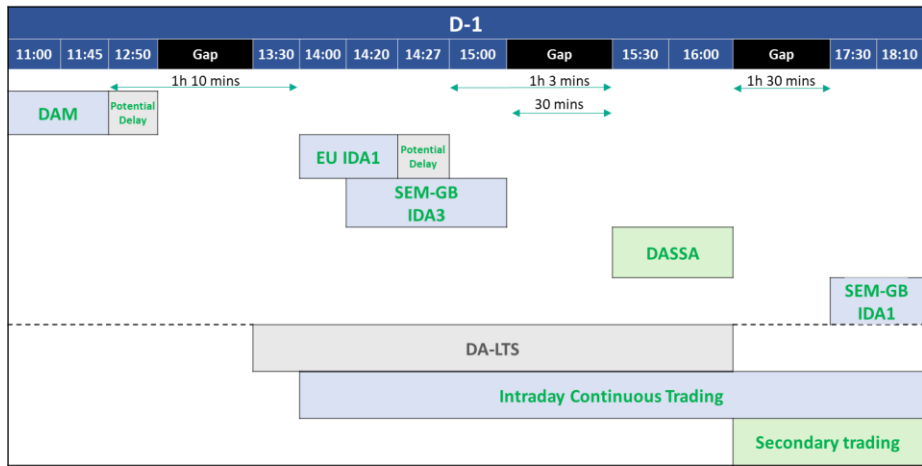 D-1
11:00 11:45 12:50 Gap 13:30 14:00 14:20 14:27 15:00 Gap 15:30 16:00 Gap 17:30 18:10
1h 10 mins 1h 3 mins 1h 30 mins
30 mins
DAM Potential
Delay
EU IDA1 Potential
Delay
SEM-GB
IDA3
DASSA
SEM-GB
IDA1
DA-LTS
Intraday Continuous Trading
Secondary trading